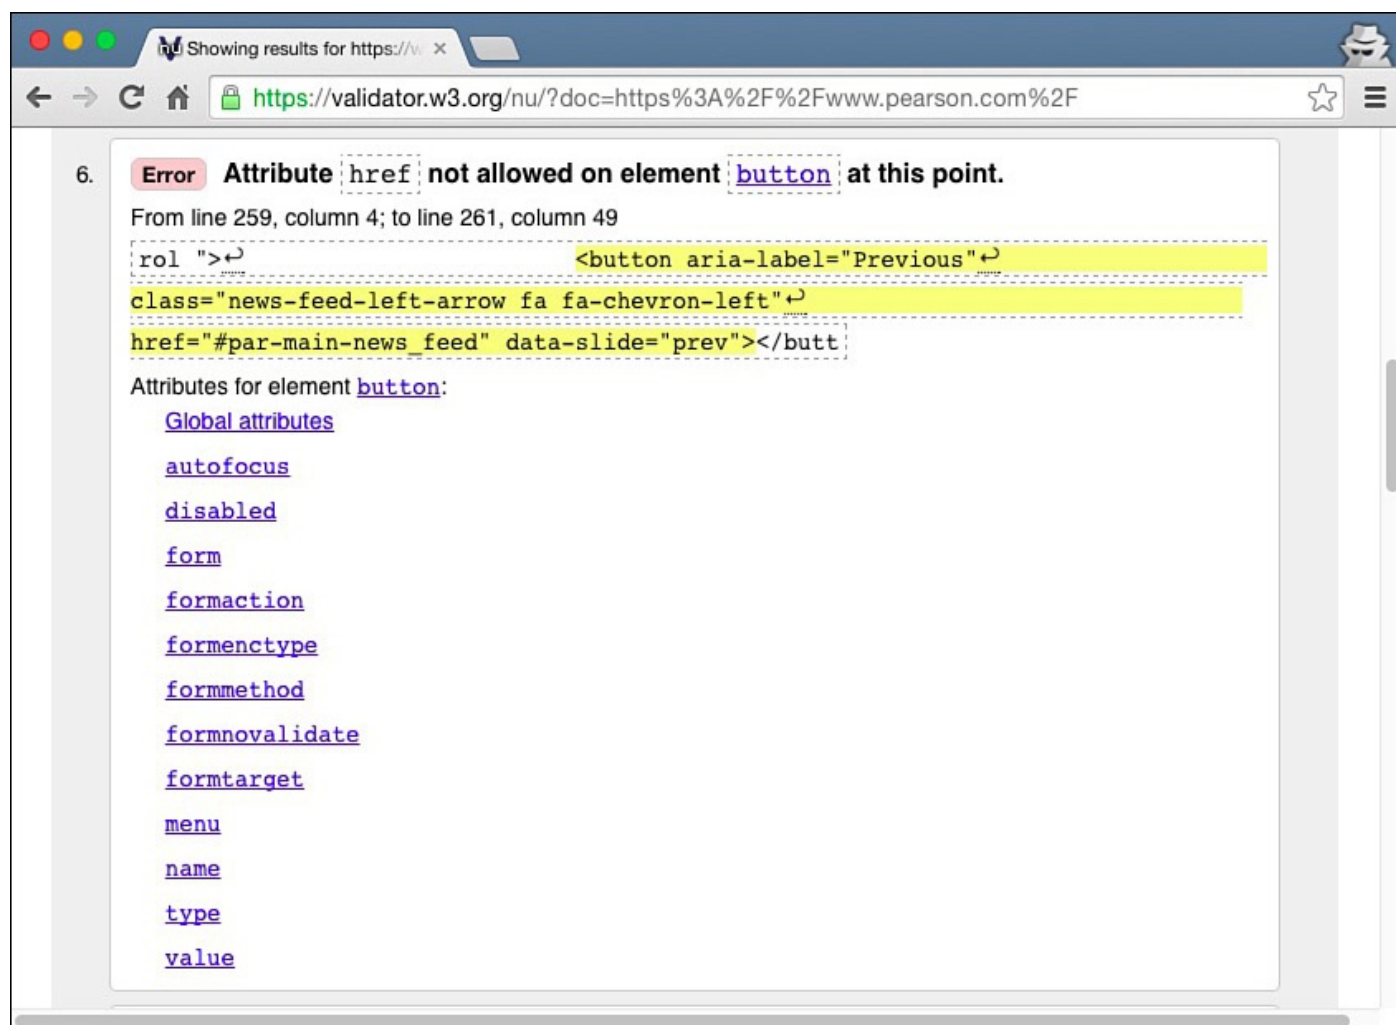 nu Showing results for https://w
https://validator.w3.org/nu/?doc=https%3A%2F%2Fwww.pearson.com%2F
6. Error Attribute href not allowed on element button at this point.
From line 259, column 4; to line 261, column 49
rol ">↩ <button aria-label="Previous"↩
class="news-feed-left-arrow fa fa-chevron-left"↩
href="#par-main-news_feed" data-slide="prev"></butt
Attributes for element button:
Global attributes
autofocus
disabled
form
formaction
formenctype
formmethod
formnovalidate
formtarget
menu
name
type
value